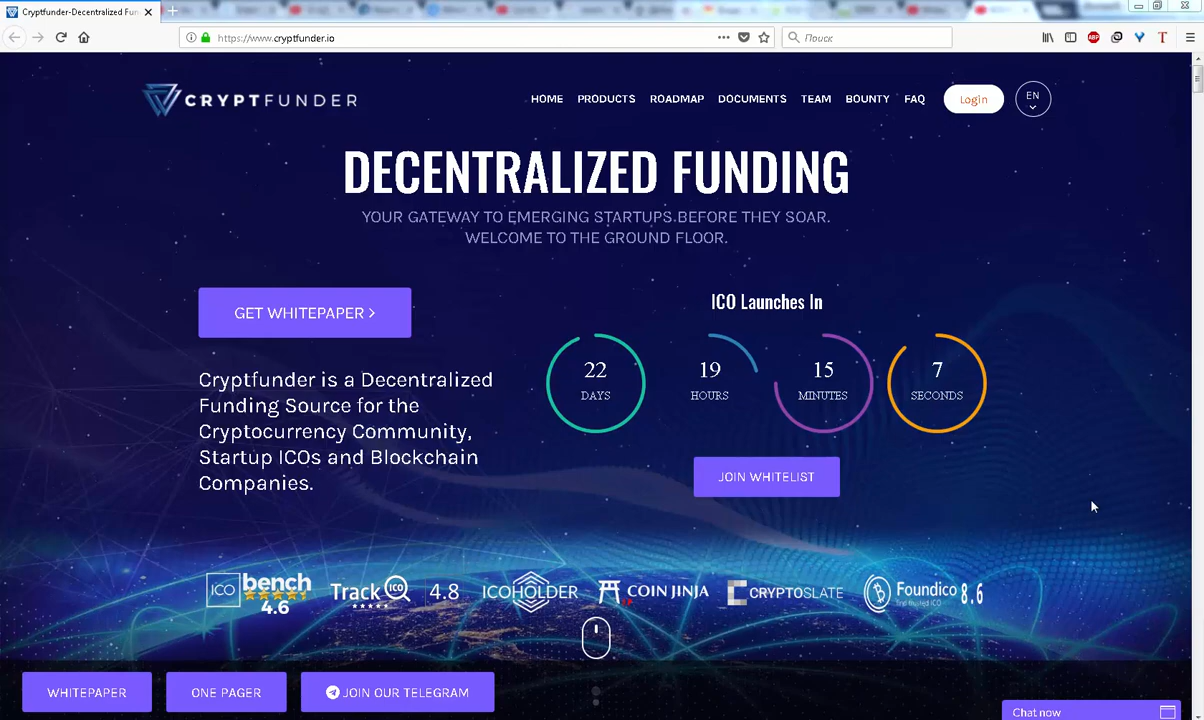 Cryptfunder-Decentralized Fun
https://www.cryptfunder.io
Поиск
ABP
T
CRYPTFUNDER
HOME PRODUCTS ROADMAP DOCUMENTS TEAM BOUNTY FAQ Login EN
DECENTRALIZED FUNDING
YOUR GATEWAY TO EMERGING STARTUPS BEFORE THEY SOAR.
WELCOME TO THE GROUND FLOOR.
GET WHITEPAPER >
ICO Launches In
22 19 15 7
DAYS HOURS MINUTES SECONDS
Cryptfunder is a Decentralized
Funding Source for the
Cryptocurrency Community,
Startup ICOs and Blockchain
Companies.
JOIN WHITELIST
ICO bench 4.6
Track ICO 4.8
ICOHOLDER
COIN JINJA
CRYPTOSLATE
Foundico 8.6
find trusted ICO
WHITEPAPER
ONE PAGER
JOIN OUR TELEGRAM
Chat now